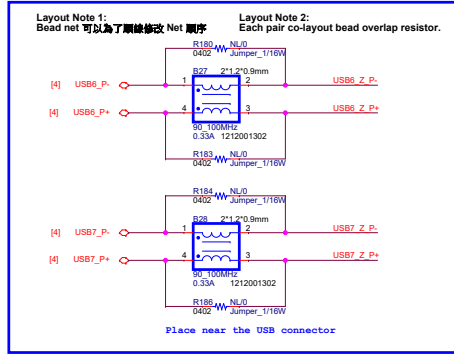 Layout Note 1:
Bead net 可以為了順線修改 Net 順序
Layout Note 2:
Each pair co-layout bead overlap resistor.
R180 NL/0
0402 Jumper_1/16W
B27 2*1.2*0.9mm
[4] USB6_P- 1 2 USB6_Z_P-
[4] USB6_P+ 4 3 USB6_Z_P+
90_100MHz
0.33A 1212001302
R183 NL/0
0402 Jumper_1/16W
R184 NL/0
0402 Jumper_1/16W
B28 2*1.2*0.9mm
[4] USB7_P- 1 2 USB7_Z_P-
[4] USB7_P+ 4 3 USB7_Z_P+
90_100MHz
0.33A 1212001302
R186 NL/0
0402 Jumper_1/16W
Place near the USB connector